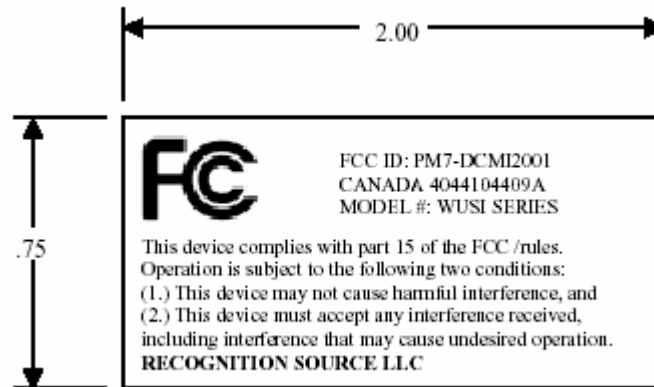 2.00
.75
FC
FCC ID: PM7-DCMI2001
CANADA 4044104409A
MODEL #: WUSI SERIES
This device complies with part 15 of the FCC /rules.
Operation is subject to the following two conditions:
(1.) This device may not cause harmful interference, and
(2.) This device must accept any interference received,
including interference that may cause undesired operation.
RECOGNITION SOURCE LLC